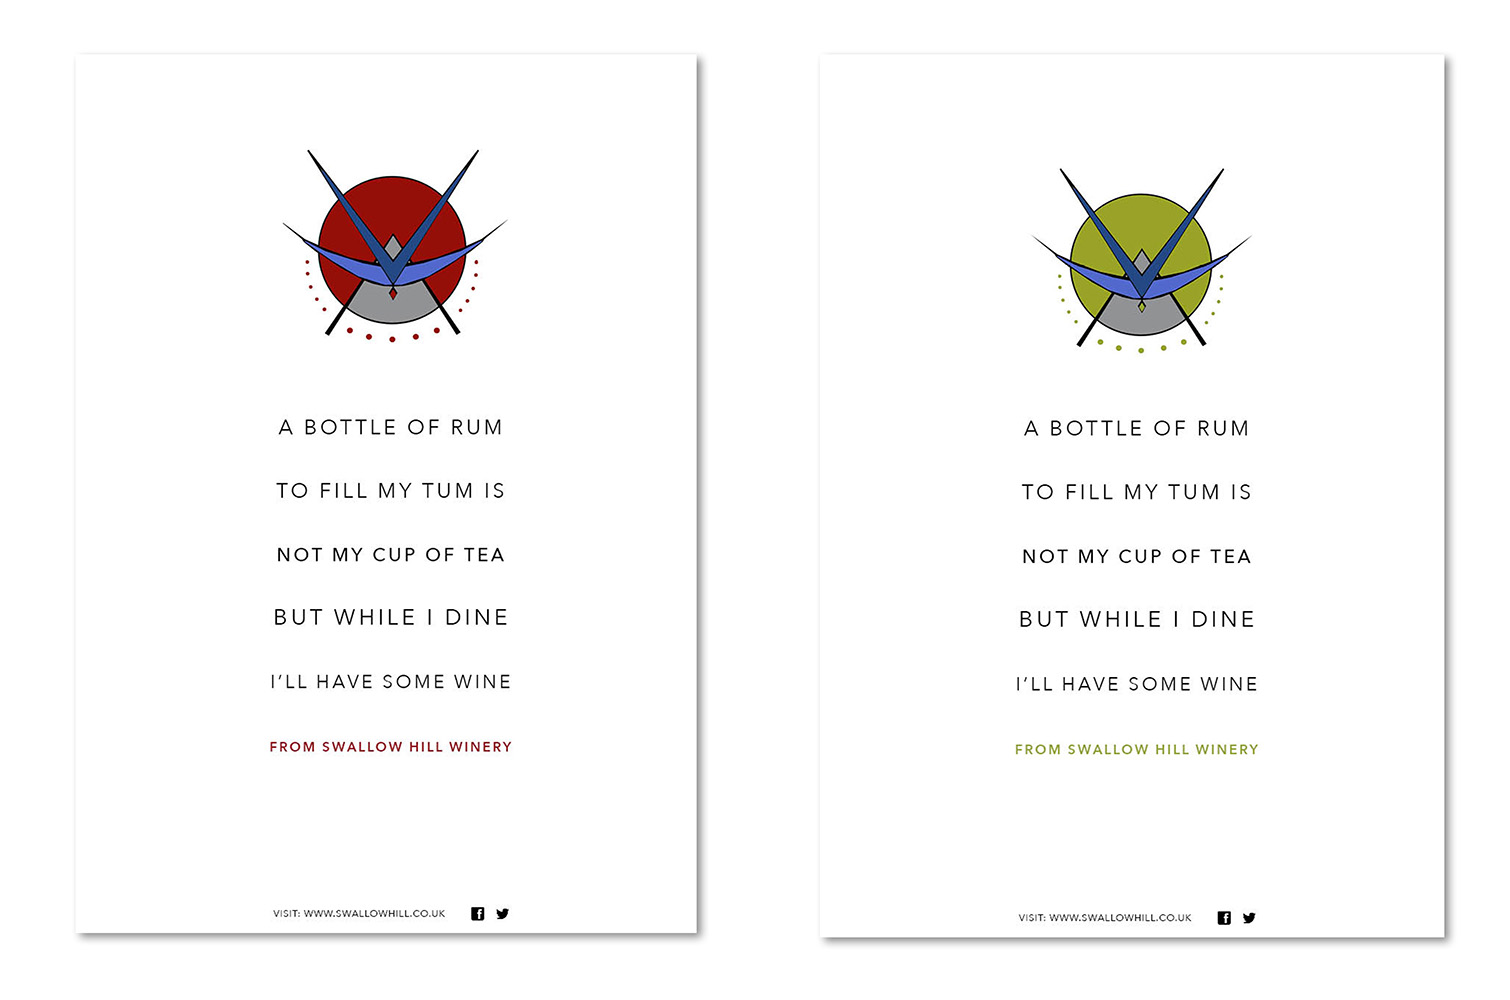 A BOTTLE OF RUM
TO FILL MY TUM IS
NOT MY CUP OF TEA
BUT WHILE I DINE
I'LL HAVE SOME WINE
FROM SWALLOW HILL WINERY
VISIT: WWW.SWALLOWHILL.CO.UK
A BOTTLE OF RUM
TO FILL MY TUM IS
NOT MY CUP OF TEA
BUT WHILE I DINE
I'LL HAVE SOME WINE
FROM SWALLOW HILL WINERY
VISIT: WWW.SWALLOWHILL.CO.UK